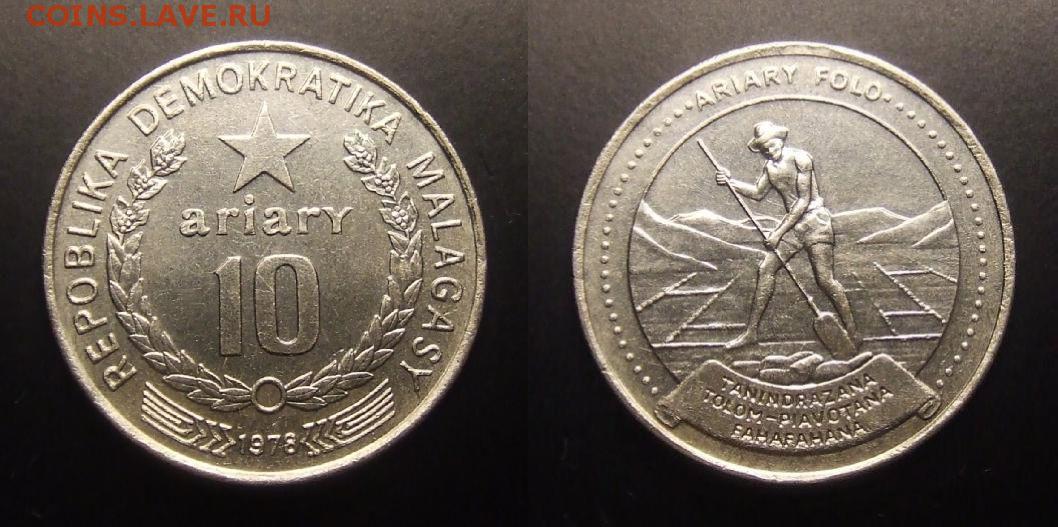 COINS.LAVE.RU
REPOBLIKA DEMOKRATIKA MALAGASY
ariary
10
1978
·ARIARY FOLO·
TANINDRAZANA
TOLOM-PIAVOTANA
FAHAFAHANA